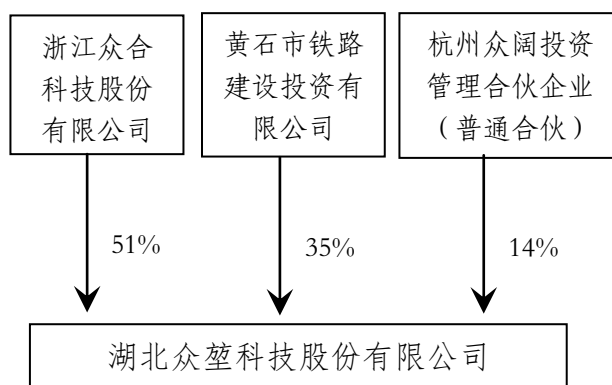 浙江众合
科技股份
有限公司
黄石市铁路
建设投资有
限公司
杭州众阔投资
管理合伙企业
（普通合伙）
51%
35%
14%
湖北众堃科技股份有限公司